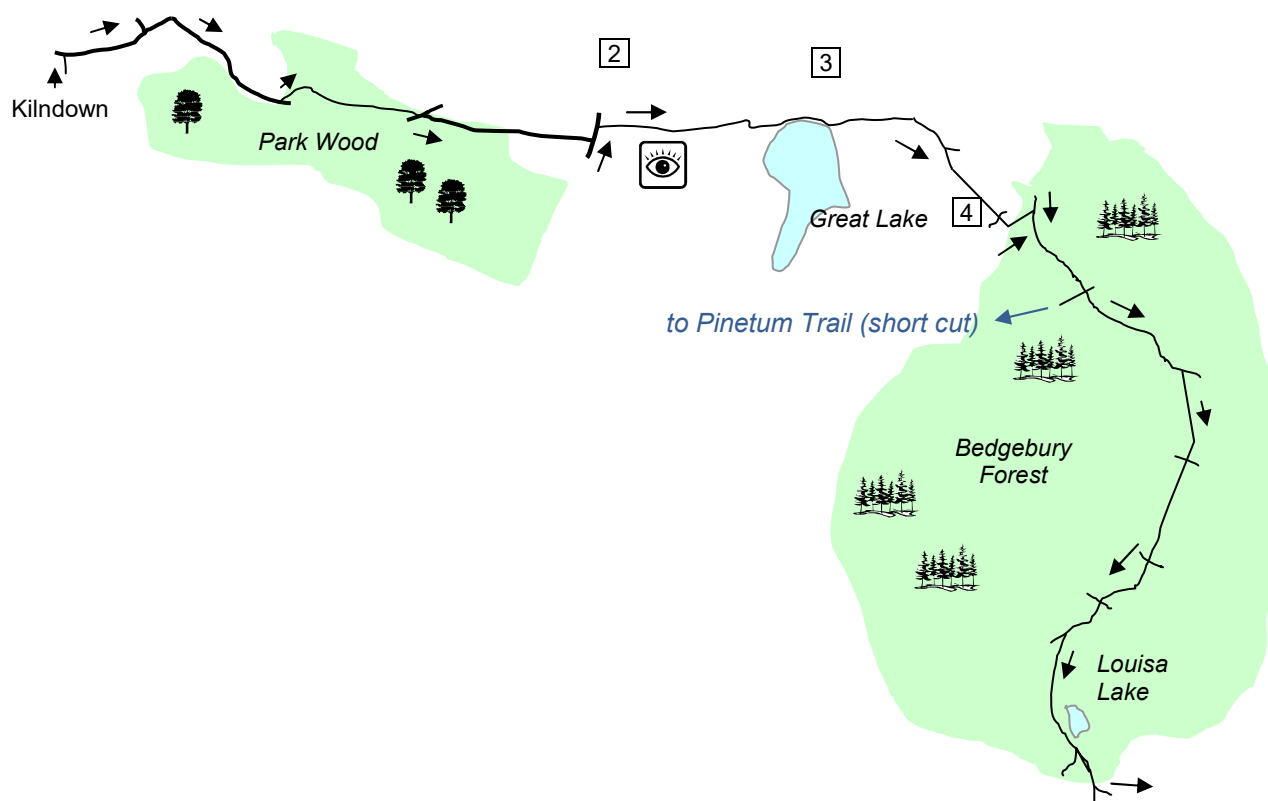 2
3
Kilndown
Park Wood
Great Lake
4
to Pinetum Trail (short cut)
Bedgebury
Forest
Louisa
Lake